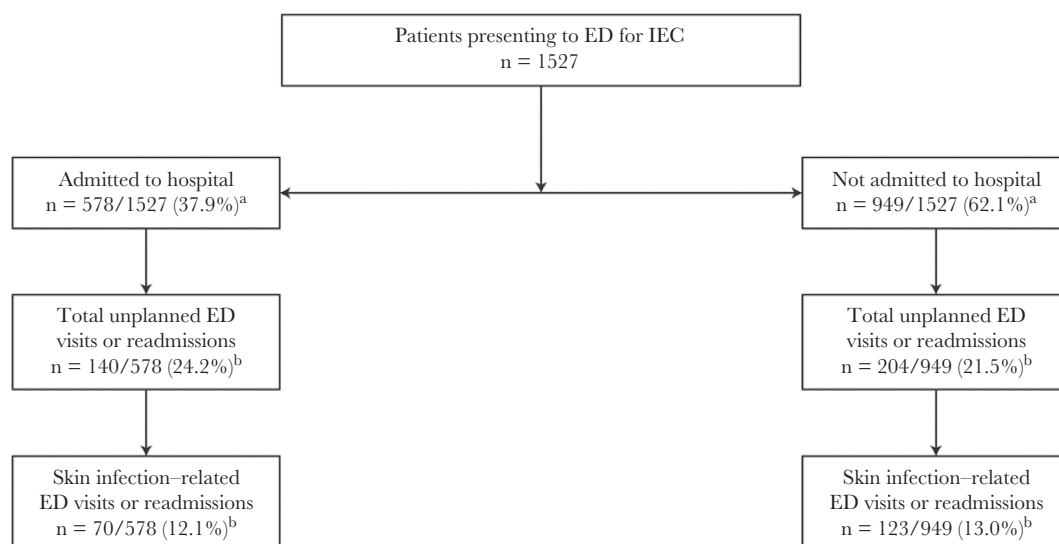 Patients presenting to ED for IEC
n = 1527
Admitted to hospital
n = 578/1527 (37.9%)ᵃ
Not admitted to hospital
n = 949/1527 (62.1%)ᵃ
Total unplanned ED
visits or readmissions
n = 140/578 (24.2%)ᵇ
Total unplanned ED
visits or readmissions
n = 204/949 (21.5%)ᵇ
Skin infection–related
ED visits or readmissions
n = 70/578 (12.1%)ᵇ
Skin infection–related
ED visits or readmissions
n = 123/949 (13.0%)ᵇ